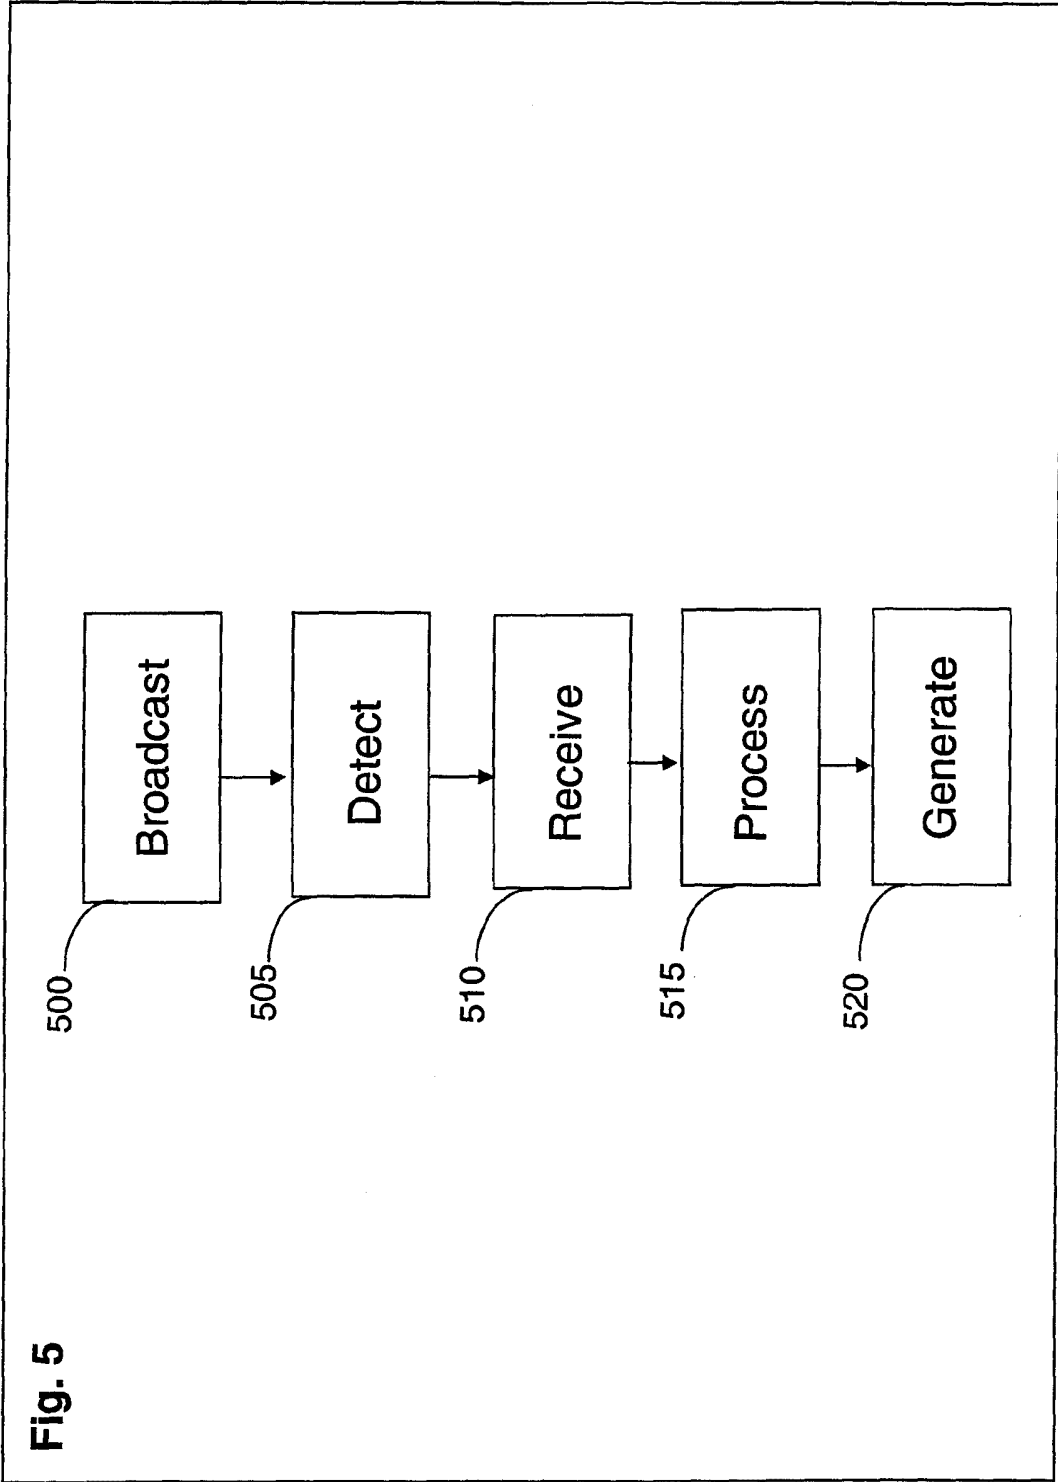 Fig. 5
500
Broadcast
505
Detect
510
Receive
515
Process
520
Generate